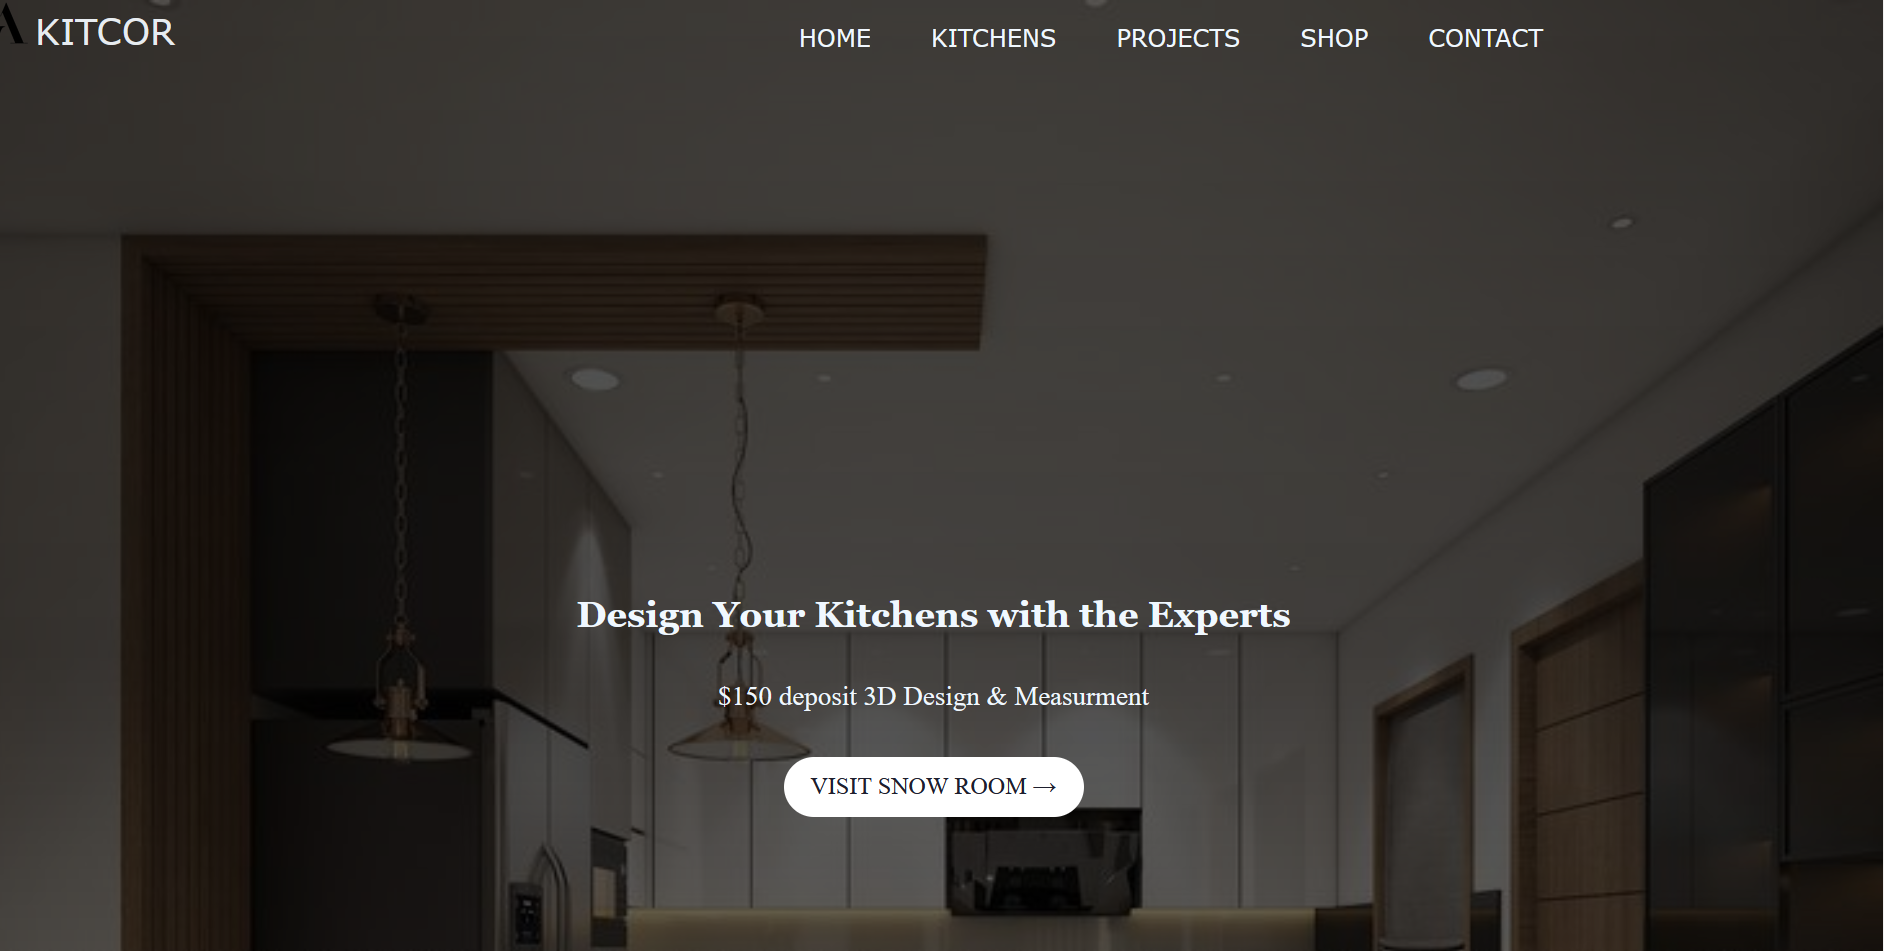 KITCOR
HOME KITCHENS PROJECTS SHOP CONTACT
Design Your Kitchens with the Experts
$150 deposit 3D Design & Measurment
VISIT SNOW ROOM →